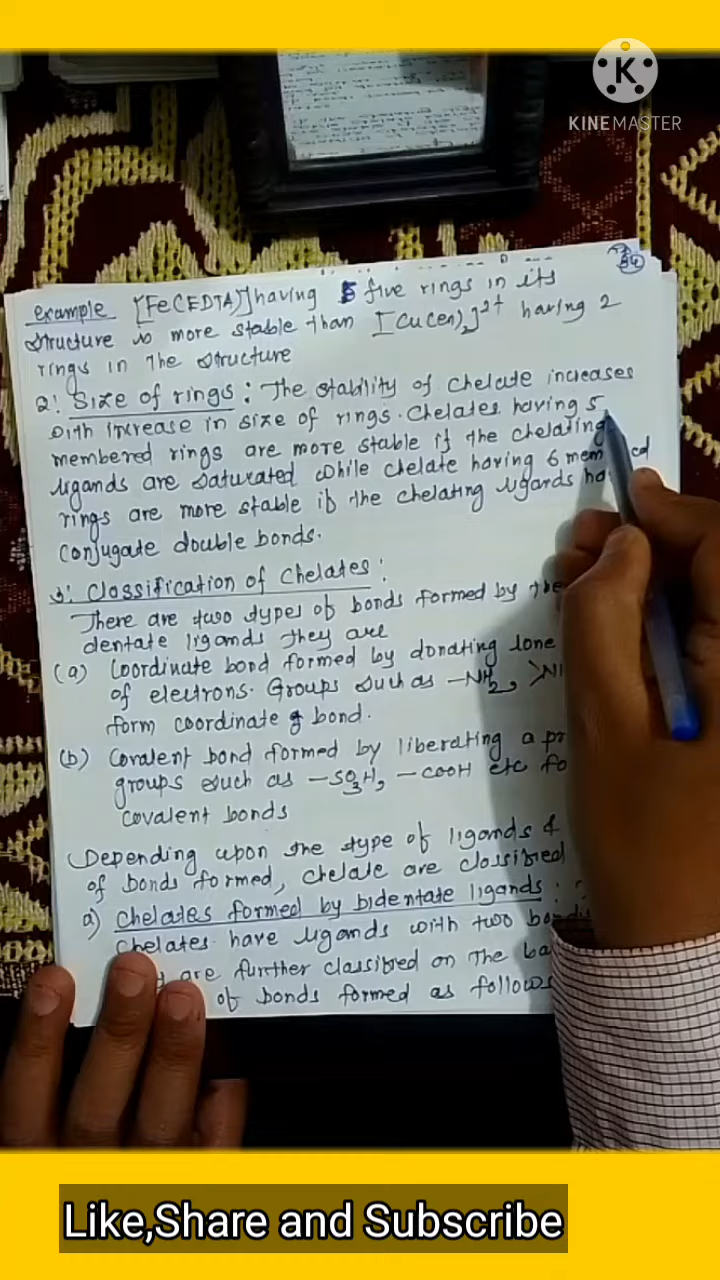 KINEMASTER
84
example [Fe(EDTA)] having 5 five rings in its
structure is more stable than [Cu(en)2]2+ having 2
rings in the structure
2! Size of rings: The stability of chelate increases
with increase in size of rings. Chelates having 5
membered rings are more stable if the chelating
ligands are saturated while chelate having 6 mem ed
rings are more stable if the chelating ligands ha
conjugate double bonds.
3! Classification of chelates:
There are two types of bonds formed by the
dentate ligands they are
(a) Coordinate bond formed by donating lone
of electrons. Groups such as -NH2, >N
form coordinate bond.
(b) Covalent bond formed by liberating a pr
groups such as -SO3H, -COOH etc fo
covalent bonds
Depending upon the type of ligands &
of bonds formed, chelate are classified
a) Chelates formed by bidentate ligands:
Chelates have ligands with two bondi
are further classified on the ba
of bonds formed as follows
Like,Share and Subscribe